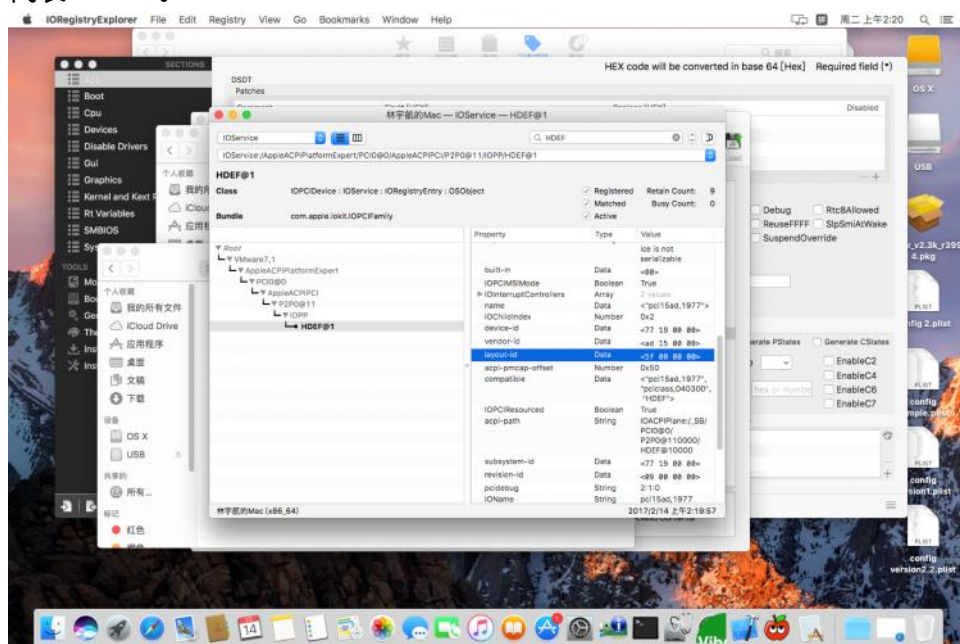 IORegistryExplorer File Edit Registry View Go Bookmarks Window Help
周二 上午2:20
HEX code will be converted in base 64 [Hex] Required field (*)
SECTIONS
Boot
Cpu
Devices
Disable Drivers
Gui
Graphics
Kernel and Kext
Rt Variables
SMBIOS
TOOLS
DSDT
Patches
Disabled
林宇航的Mac — IOService — HDEF@1
IOService
HDEF
IOService:/AppleACPIPlatformExpert/PCI0@0/AppleACPIPCI/P2P0@11/IOPP/HDEF@1
HDEF@1
Class IOPCIDevice : IOService : IORegistryEntry : OSObject
Bundle com.apple.iokit.IOPCIFamily
Registered Retain Count: 9
Matched Busy Count: 0
Active
Root
VMware7,1
AppleACPIPlatformExpert
PCI0@0
AppleACPIPCI
P2P0@11
IOPP
HDEF@1
Property Type Value
ice is not
serializable
built-in Data <00>
IOPCIMSIMode Boolean True
IOInterruptControllers Array 2 values
name Data <"pci15ad,1977">
IOChildIndex Number 0x2
device-id Data <77 19 00 00>
vendor-id Data <ad 15 00 00>
layout-id Data <5f 00 00 00>
acpi-pmcap-offset Number 0x50
compatible Data <"pci15ad,1977",
"pciclass,040300",
"HDEF">
IOPCIResourced Boolean True
acpi-path String IOACPIPlane:/_SB/
PCI0@0/
P2P0@110000/
HDEF@10000
subsystem-id Data <77 19 00 00>
revision-id Data <09 00 00 00>
pcidebug String 2:1:0
IOName String pci15ad,1977
林宇航的Mac (x86_64)
2017/2/14 上午2:19:57
个人收藏
我的所有文件
iCloud Drive
应用程序
桌面
文稿
下载
设备
OS X
USB
共享的
所有...
标记
红色
Debug
RtcBAllowed
ReuseFFFF
SlpSmiAtWake
SuspendOverride
Generate CStates
EnableC2
EnableC4
EnableC6
EnableC7
OS X
USB
4.pkg
PLIST
PLIST
PLIST
PLIST
config
version2.2.plist
14